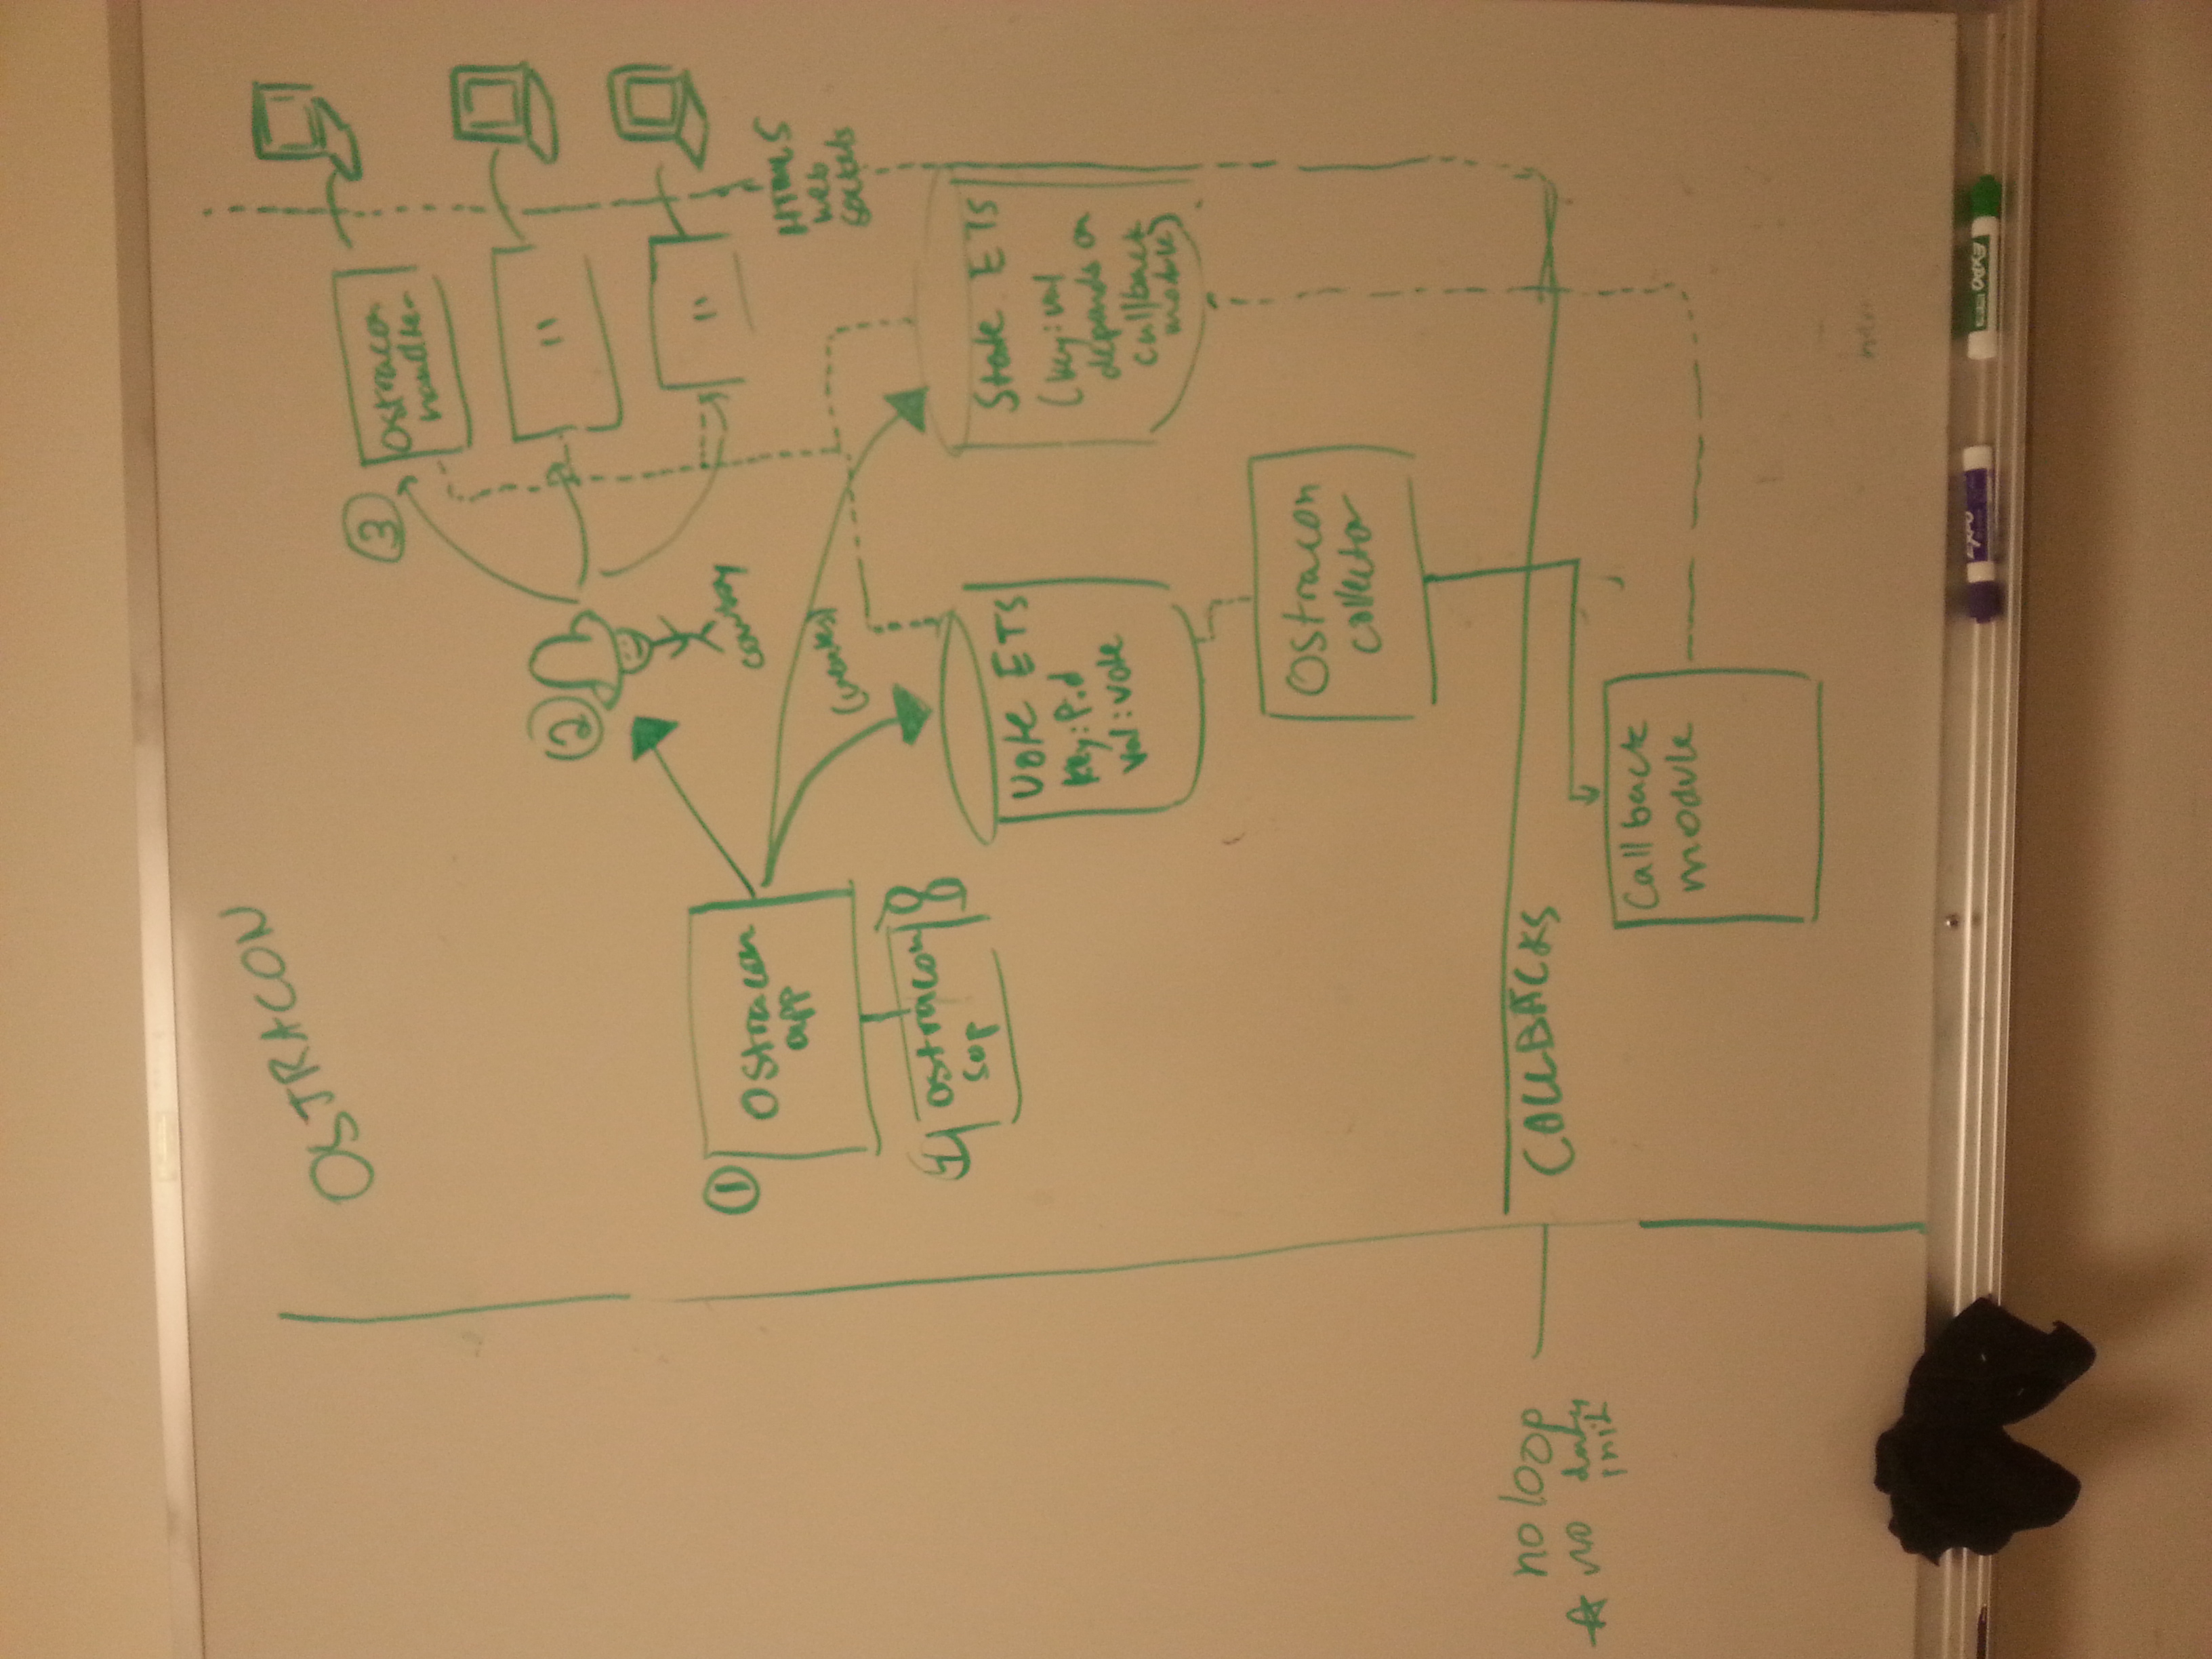 OSTRACON
③
Ostracon
handler
②
"
①
Ostracon
app
cowboy
"
HTML5
web
sockets
(creates)
Ostracon
sup
Vote ETS
key: Pid
val: vote
State ETS
(key: val
depends on
callback
module)
Ostracon
collector
no loop
no
init
CALLBACKS
Callback
module
EXPO
EXPO